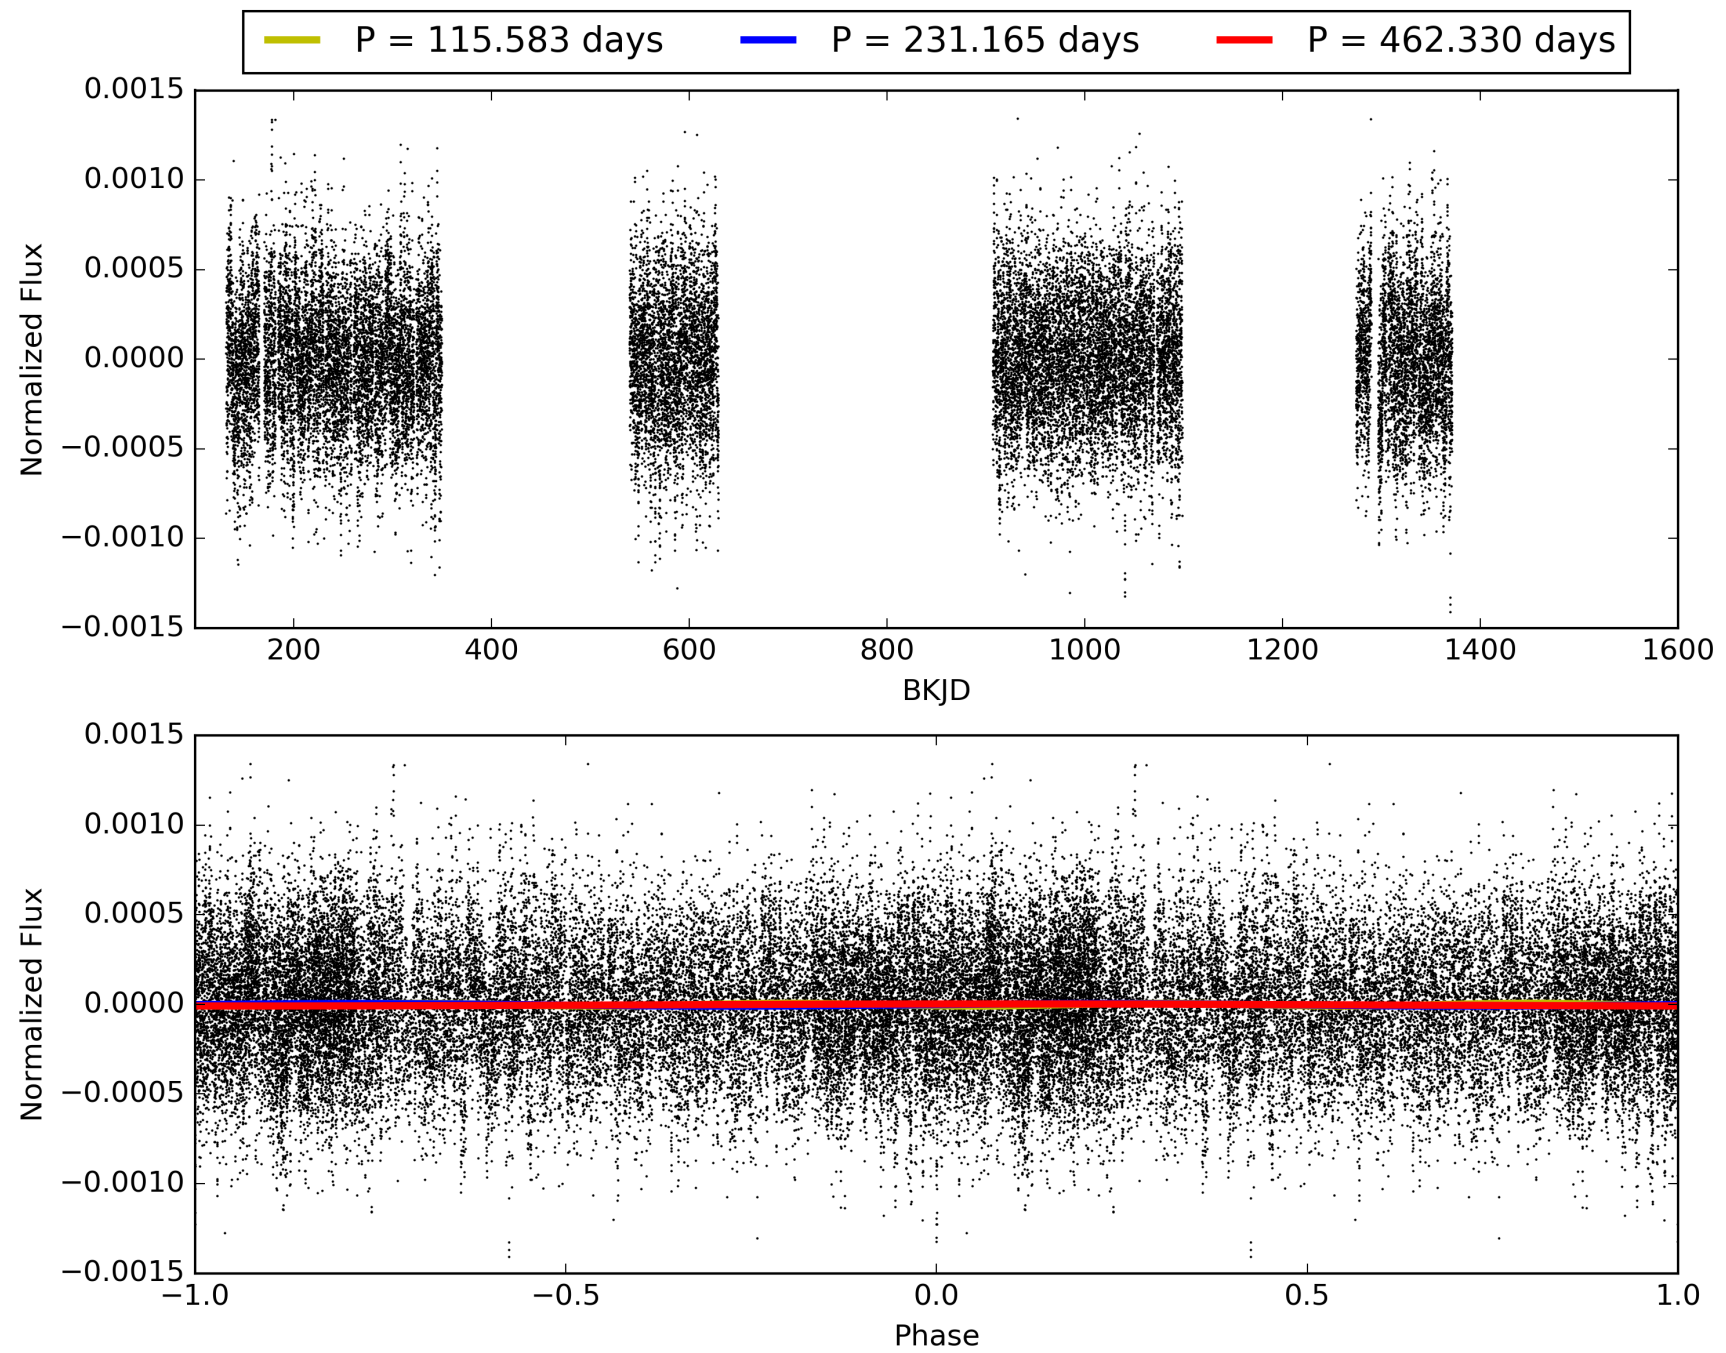 P = 115.583 days P = 231.165 days P = 462.330 days
0.0015
0.0010
0.0005
0.0000
−0.0005
−0.0010
−0.0015
Normalized Flux
200 400 600 800 1000 1200 1400 1600
BKJD
0.0015
0.0010
0.0005
0.0000
−0.0005
−0.0010
−0.0015
Normalized Flux
−1.0 −0.5 0.0 0.5 1.0
Phase